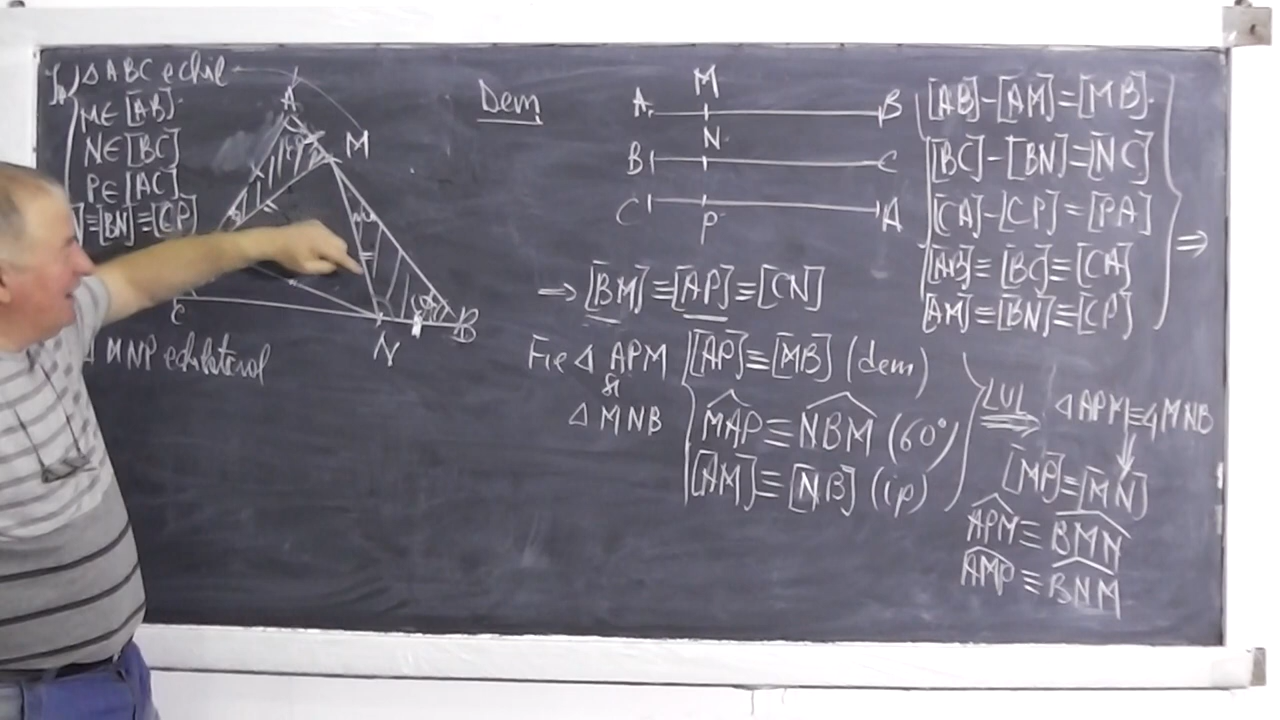 △ ABC echil
M∈ [AB]
N∈ [BC]
P∈ [AC]
]≡[BN]≡[CP]
A
M
C
N
B
△ MNP echilateral
Dem
M
A B
N
B C
C A
P
[AB]-[AM]=[MB]
[BC]-[BN]=[NC]
[CA]-[CP]=[PA]
[AB]≡[BC]≡[CA]
[AM]≡[BN]≡[CP]
⇒
⇒ [BM]≡[AP]≡[CN]
Fie △ APM
și
△ MNB
[AP]≡[MB] (dem)
MAP≡NBM (60°)
[AM]≡[NB] (ip)
LUL
⇒
△APM≡△MNB
⇓
[MP]≡[MN]
APM≡BMN
AMP≡BNM